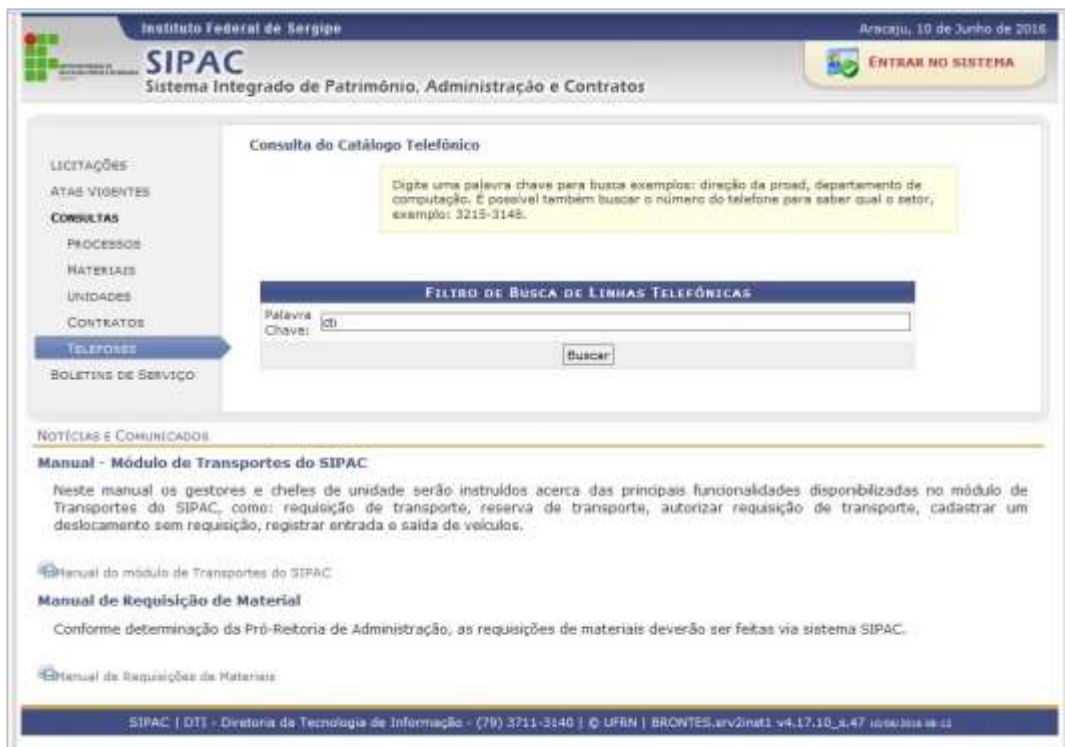 Instituto Federal de Sergipe
Aracaju, 10 de Junho de 2016
SIPAC
Sistema Integrado de Patrimônio, Administração e Contratos
ENTRAR NO SISTEMA
LICITAÇÕES
ATAS VIGENTES
CONSULTAS
PROCESSOS
MATERIAIS
UNIDADES
CONTRATOS
TELEFONES
BOLETINS DE SERVIÇO
Consulta do Catálogo Telefônico
Digite uma palavra chave para busca exemplos: direção da proad, departamento de
computação. É possível também buscar o número do telefone para saber qual o setor,
exemplo: 3215-3148.
FILTRO DE BUSCA DE LINHAS TELEFÔNICAS
Palavra
Chave: dti
Buscar
NOTÍCIAS E COMUNICADOS
Manual - Módulo de Transportes do SIPAC
Neste manual os gestores e chefes de unidade serão instruídos acerca das principais funcionalidades disponibilizadas no módulo de
Transportes do SIPAC, como: requisição de transporte, reserva de transporte, autorizar requisição de transporte, cadastrar um
deslocamento sem requisição, registrar entrada e saída de veículos.
Manual do módulo de Transportes do SIPAC
Manual de Requisição de Material
Conforme determinação da Pró-Reitoria de Administração, as requisições de materiais deverão ser feitas via sistema SIPAC.
Manual de Requisições de Materiais
SIPAC | DTI - Diretoria da Tecnologia de Informação - (79) 3711-3140 | © UFRN | BRONTES.srv2inst1 v4.17.10_s.47